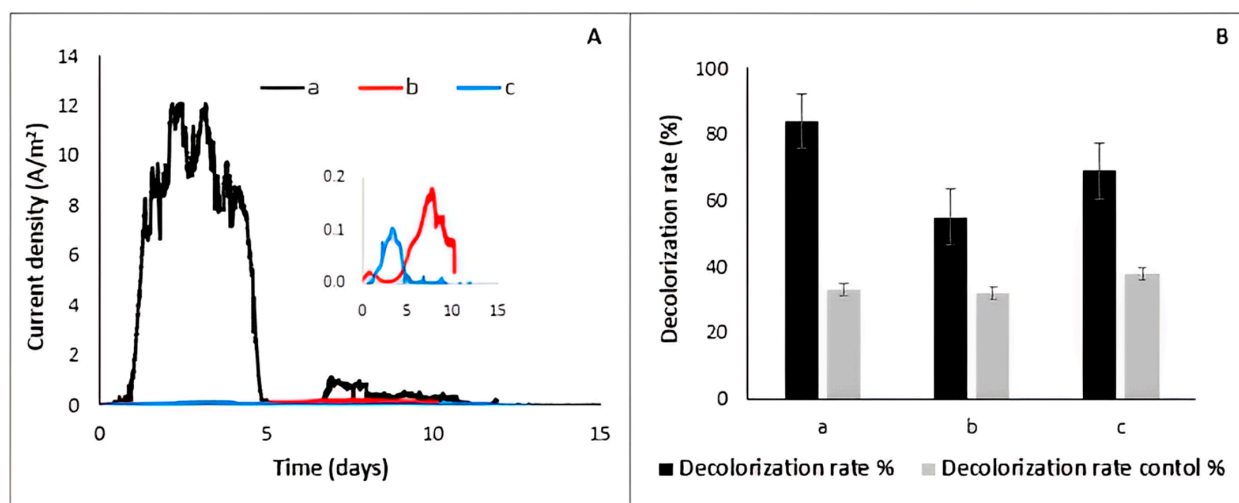 A
Current density (A/m²)
14
12
10
8
6
4
2
0
a b c
0.2
0.1
0.0
0 5 10 15
0 5 10 15
Time (days)
B
Decolorization rate (%)
100
80
60
40
20
0
a b c
Decolorization rate % Decolorization rate contol %